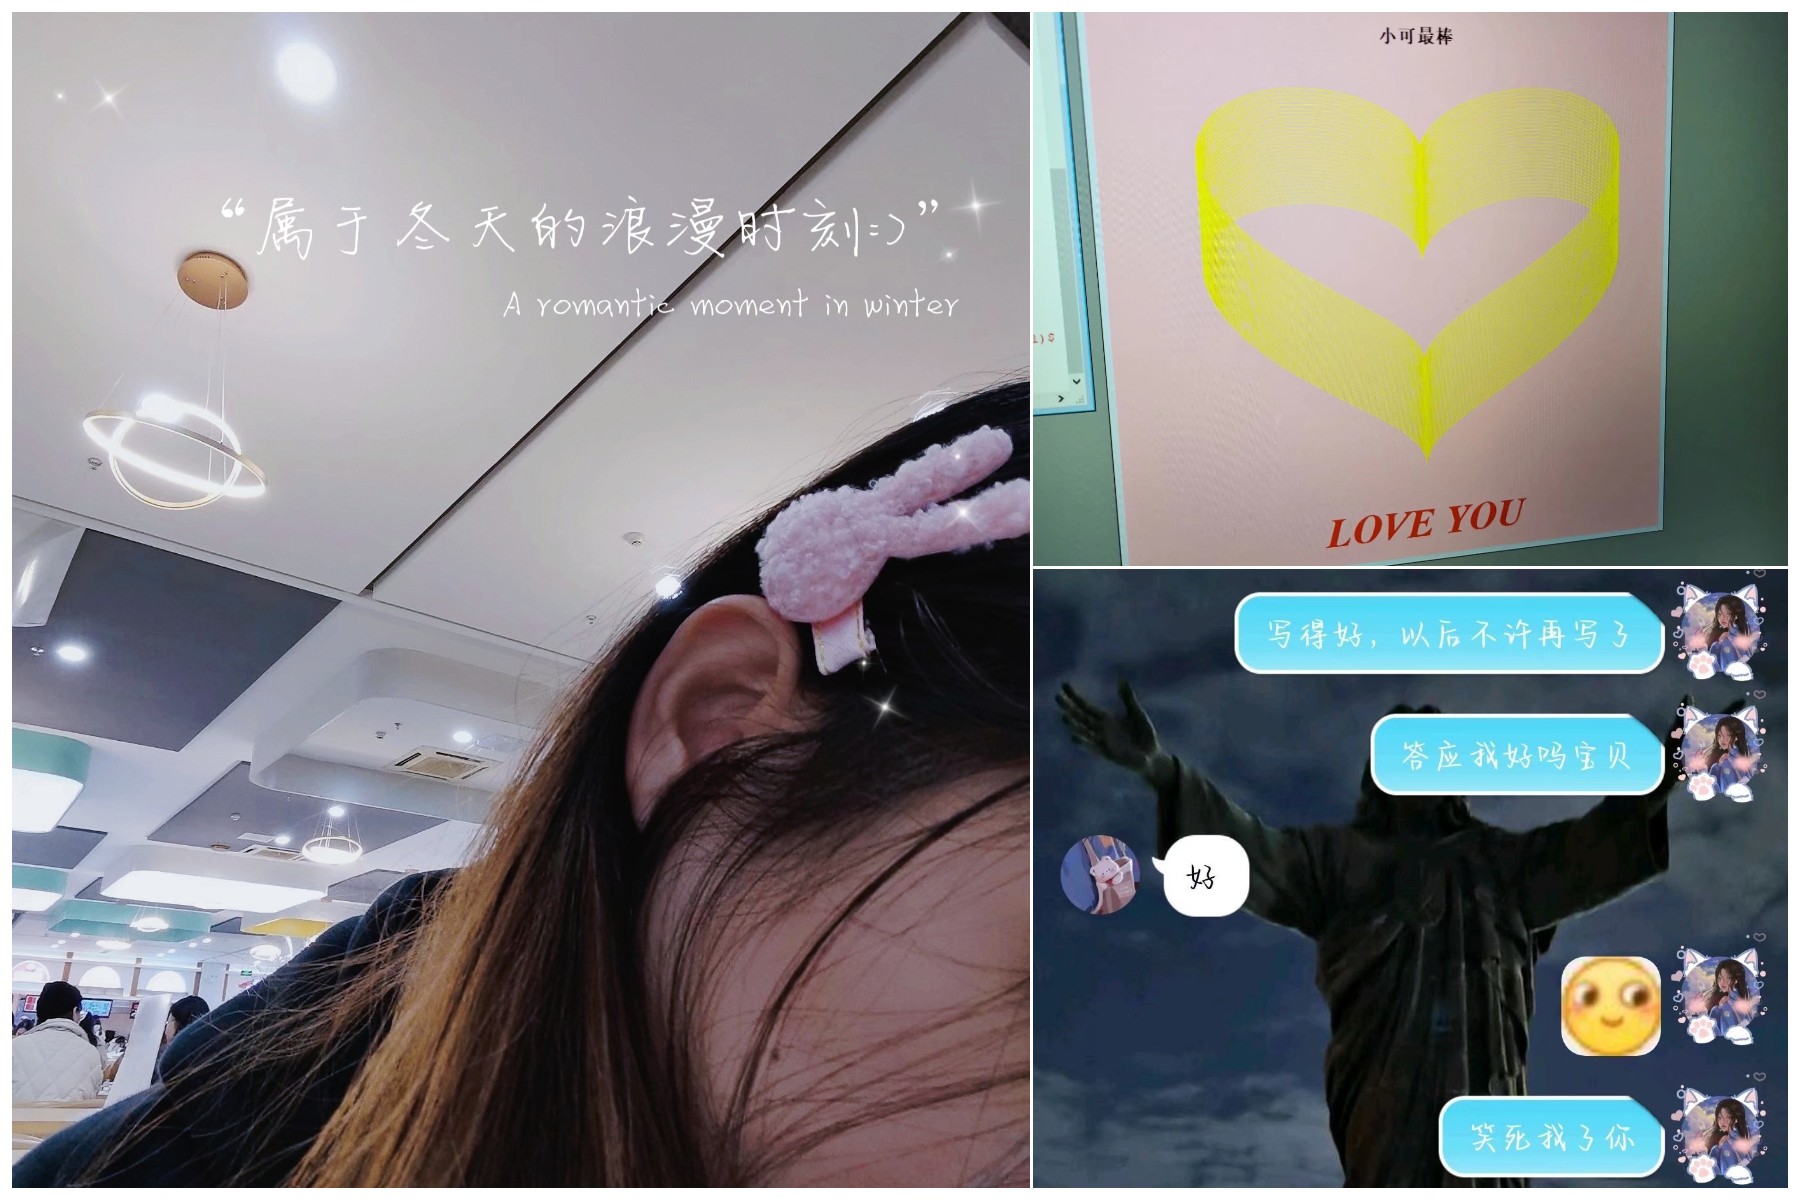 “属于冬天的浪漫时刻:)”
A romantic moment in winter
小可最棒
1)$
LOVE YOU
写得好，以后不许再写了
答应我好吗宝贝
好
笑死我了你